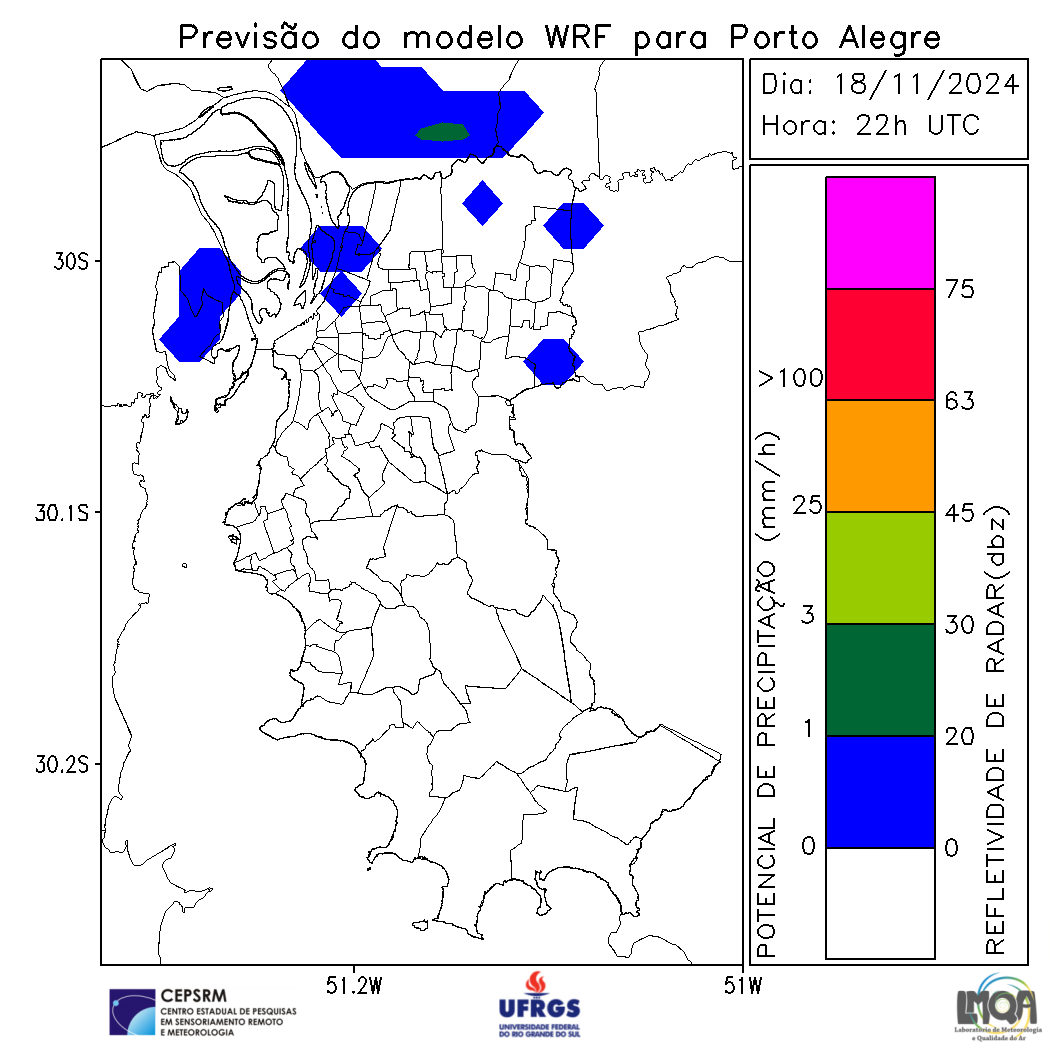 Previsão do modelo WRF para Porto Alegre
Dia: 18/11/2024
Hora: 22h UTC
30S
30.1S
30.2S
51.2W
51W
POTENCIAL DE PRECIPITAÇÃO (mm/h)
>100
25
3
1
0
75
63
45
30
20
0
REFLETIVIDADE DE RADAR(dbz)
CEPSRM
CENTRO ESTADUAL DE PESQUISAS
EM SENSORIAMENTO REMOTO
E METEOROLOGIA
UFRGS
UNIVERSIDADE FEDERAL
DO RIO GRANDE DO SUL
LMQA
Laboratório de Meteorologia
e Qualidade do Ar